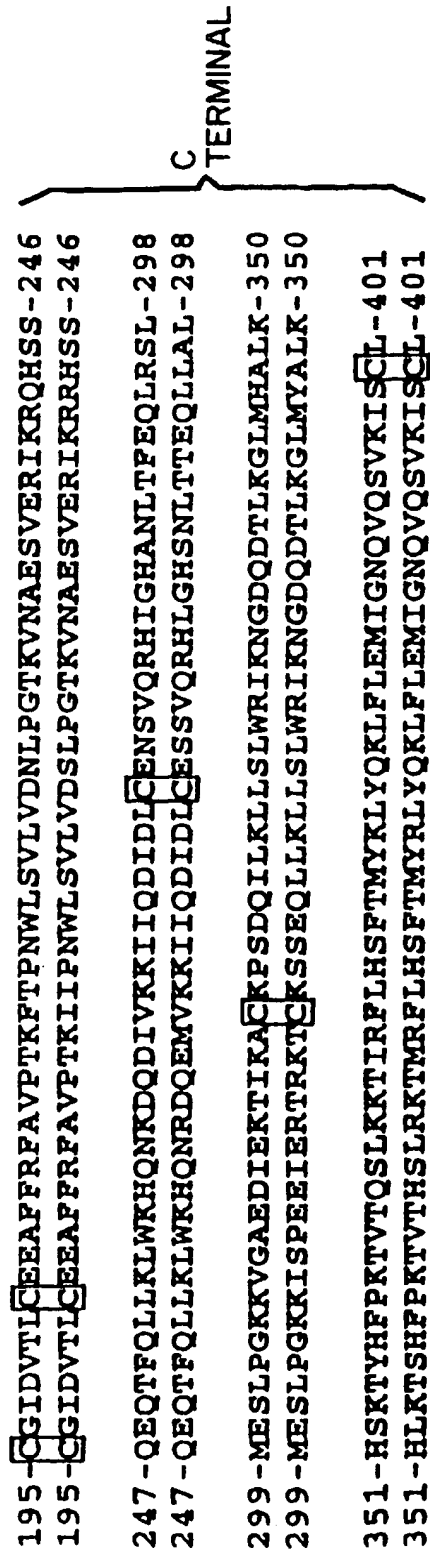 195-CGIDVTLCEEAFFRFAVPTKFTPNWLSVLVDNLPGTKVNAESVERIKRQHSS-246
195-CGIDVTLCEEAFFRFAVPTKIIPNWLSVLVDSLPGTKVNAESVERIKRRHSS-246
247-QEQTFQLLKLWKHQNKDQDIVKKIIQDIDLCENSVQRHIGHANLTFEQLRSL-298
247-QEQTFQLLKLWKHQNRDQEMVKKIIQDIDLCESSVQRHLGHSNLTTEQLLAL-298
299-MESLPGKKVGAEDIEKTIKACKPSDQILKLLSLWRIKNGDQDTLKGLMHALK-350
299-MESLPGKKISPEEIERTRKTCKSSEQLLKLLSLWRIKNGDQDTLKGLMYALK-350
351-HSKTYHFPKTVTQSLKKTIRFLHSFTMYKLYQKLFLEMIGNQVQSVKISCL-401
351-HLKTSHFPKTVTHSLRKTMRFLHSFTMYRLYQKLFLEMIGNQVQSVKISCL-401
C
TERMINAL